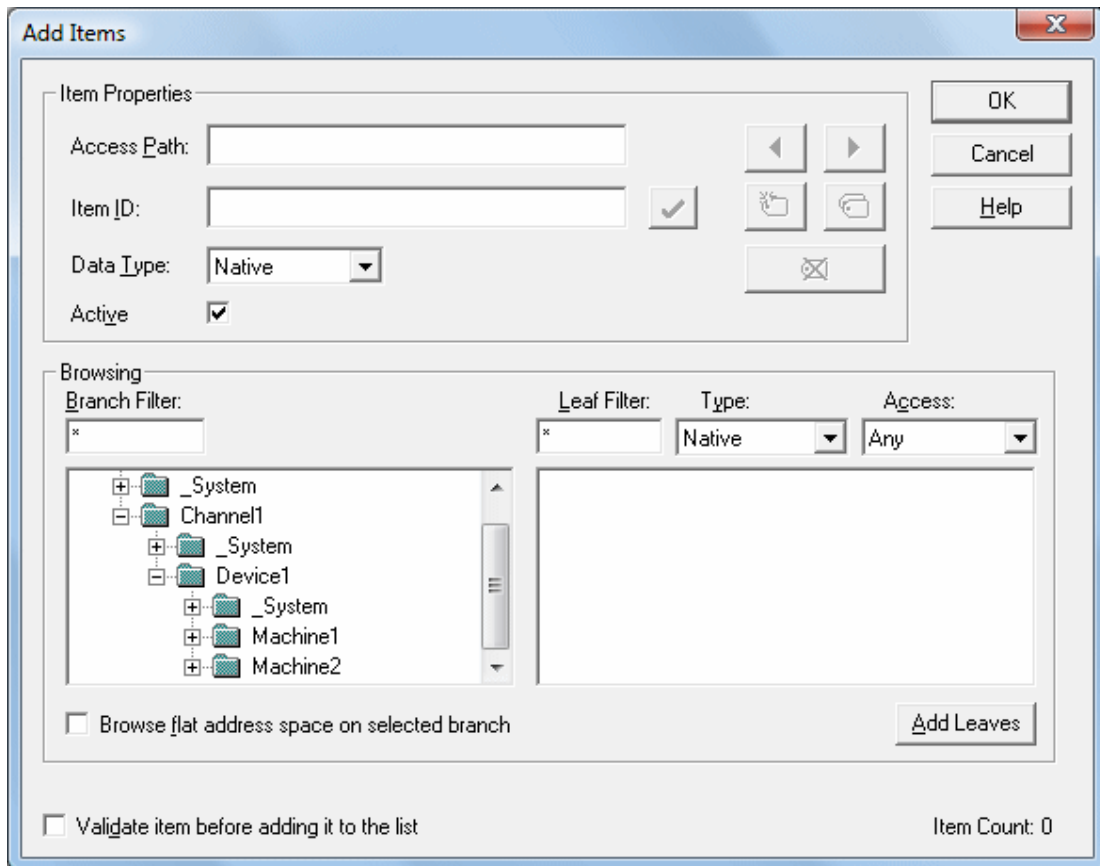 Add Items
Item Properties
OK
Access Path:
Cancel
Item ID:
Help
Data Type: Native
Active
Browsing
Branch Filter: Leaf Filter: Type: Access:
* * Native Any
_System
Channel1
_System
Device1
_System
Machine1
Machine2
Browse flat address space on selected branch Add Leaves
Validate item before adding it to the list Item Count: 0